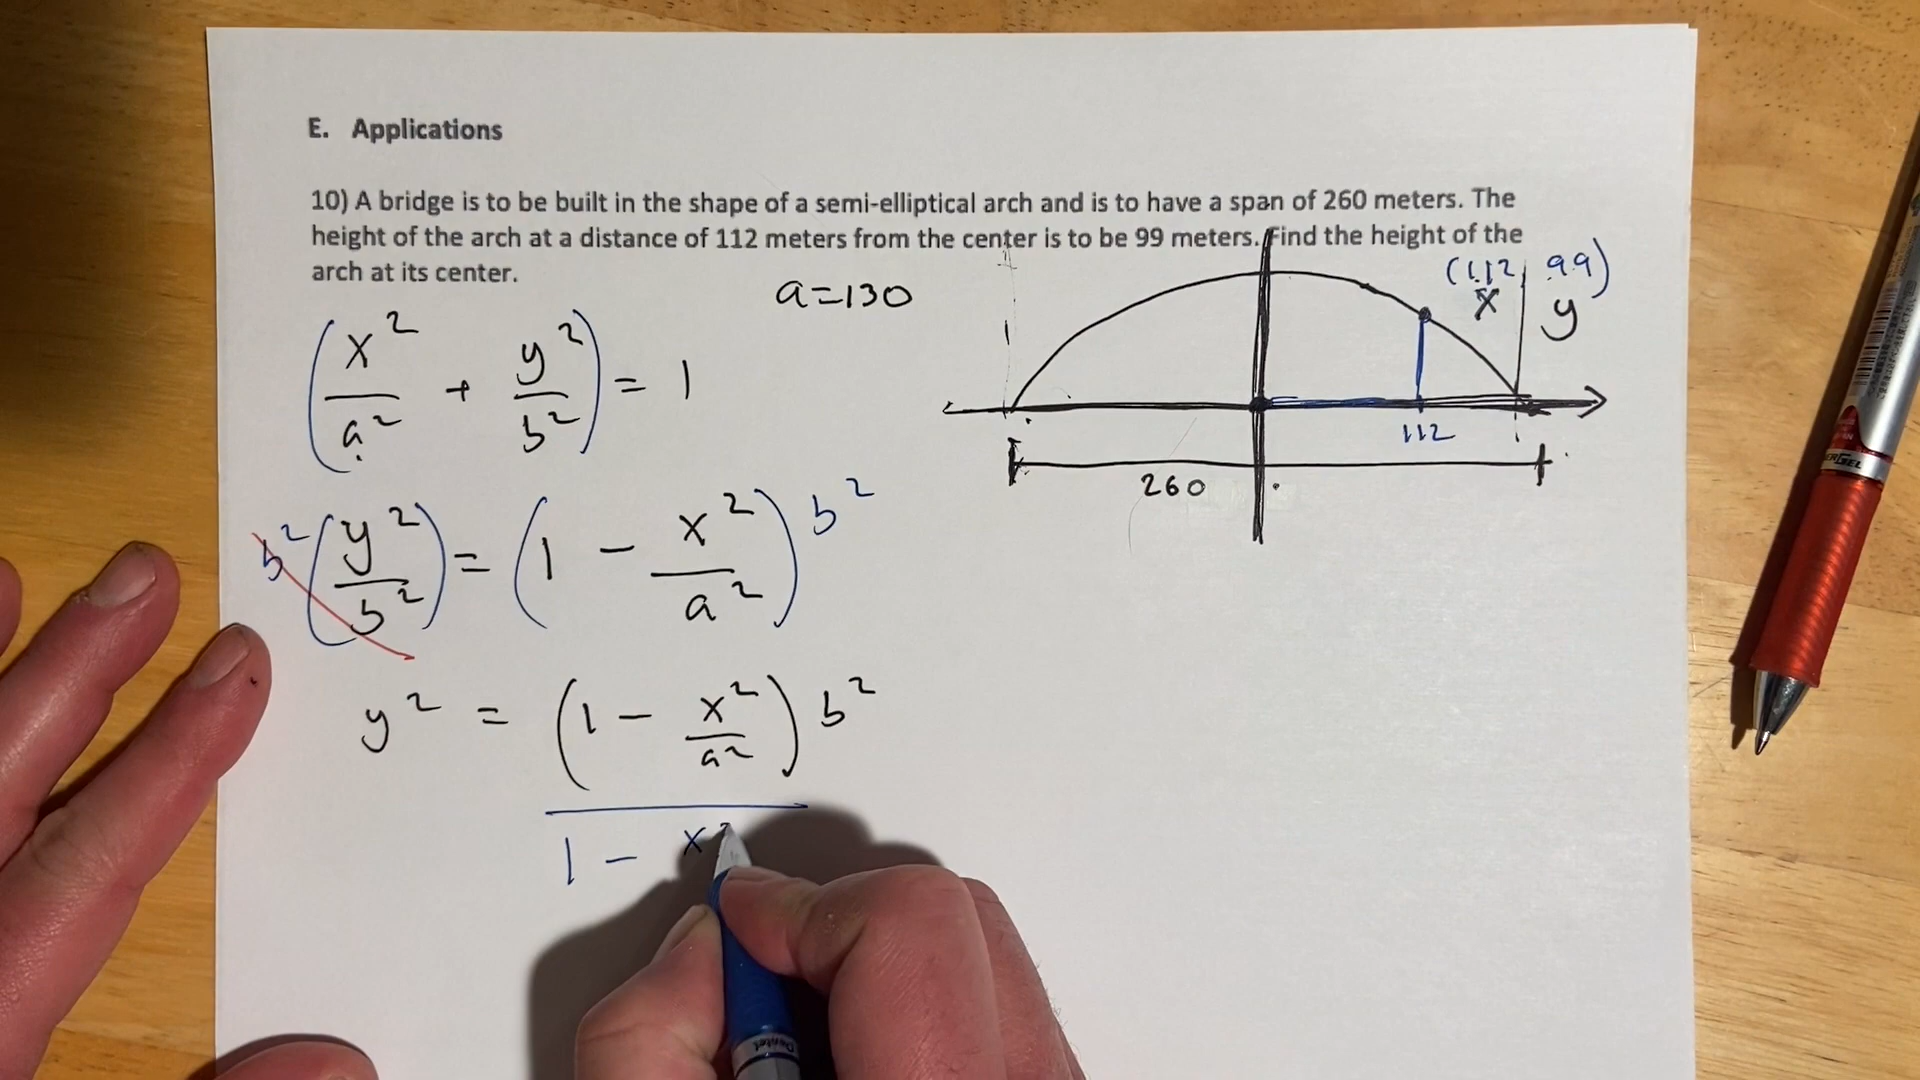 E. Applications
10) A bridge is to be built in the shape of a semi-elliptical arch and is to have a span of 260 meters. The
height of the arch at a distance of 112 meters from the center is to be 99 meters. Find the height of the
arch at its center.
a=130
(112, 99)
x y
(x²/a² + y²/b²) = 1
112
260
b²(y²/b²) = (1 − x²/a²) b²
y² = (1 − x²/a²) b²
1 − x²
Pentel